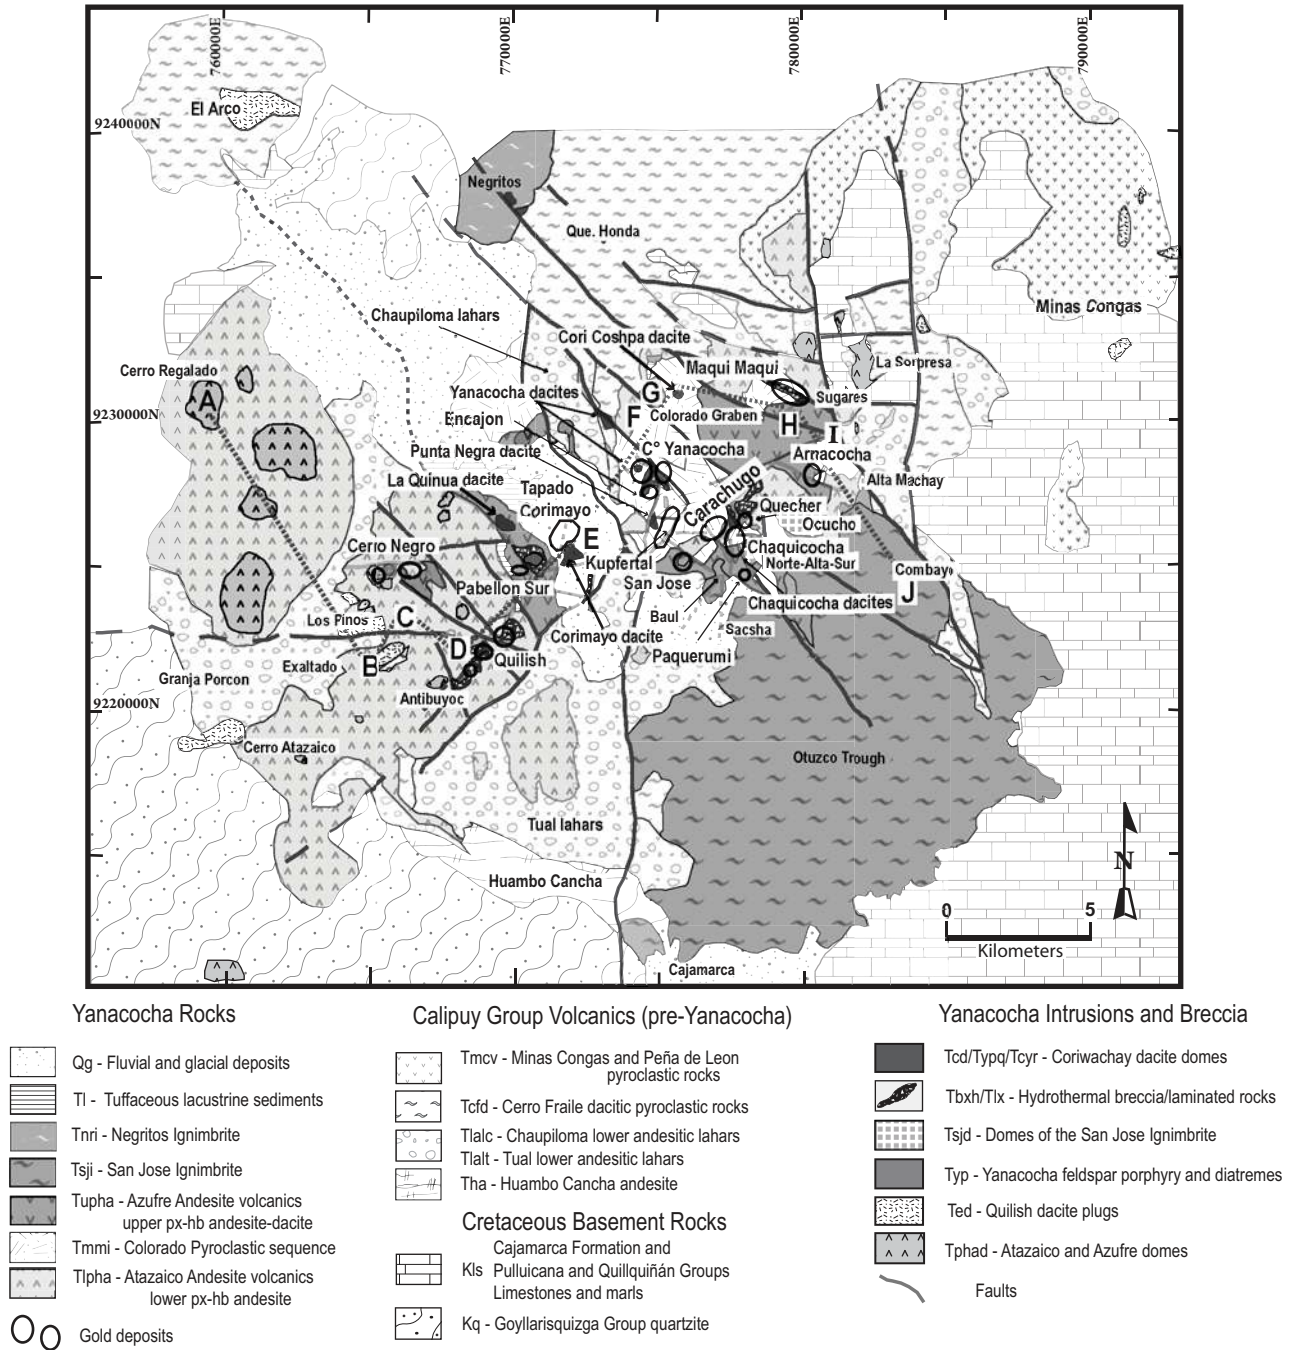 760000E
770000E
780000E
790000E
El Arco
9240000N
Negritos
Que. Honda
Minas Congas
Chaupiloma lahars
Cori Coshpa dacite
Cerro Regalado
Maqui Maqui
La Sorpresa
A
Yanacocha dacites
G
Sugares
9230000N
Encajon
F
Colorado Graben
H
I
Punta Negra dacite
C° Yanacocha
Arnacocha
La Quinua dacite
Tapado
Corimayo
Carachugo
Alta Machay
Quecher
Ocucho
Cerro Negro
E
Kupfertal
Chaquicocha
Norte-Alta-Sur
Pabellon Sur
San Jose
Combayo
J
Chaquicocha dacites
Los Pinos
C
Baul
Sacsha
Corimayo dacite
D
Paquerumi
Exaltado
B
Quilish
Granja Porcon
Antibuyoc
9220000N
Cerro Atazaico
Otuzco Trough
Tual lahars
N
Huambo Cancha
0
5
Kilometers
Cajamarca
Yanacocha Rocks
Qg - Fluvial and glacial deposits
Tl - Tuffaceous lacustrine sediments
Tnri - Negritos Ignimbrite
Tsji - San Jose Ignimbrite
Tupha - Azufre Andesite volcanics
upper px-hb andesite-dacite
Tmmi - Colorado Pyroclastic sequence
Tlpha - Atazaico Andesite volcanics
lower px-hb andesite
Gold deposits
Calipuy Group Volcanics (pre-Yanacocha)
Tmcv - Minas Congas and Peña de Leon
pyroclastic rocks
Tcfd - Cerro Fraile dacitic pyroclastic rocks
Tlalc - Chaupiloma lower andesitic lahars
Tlalt - Tual lower andesitic lahars
Tha - Huambo Cancha andesite
Cretaceous Basement Rocks
Cajamarca Formation and
Kls Pulluicana and Quillquiñán Groups
Limestones and marls
Kq - Goyllarisquizga Group quartzite
Yanacocha Intrusions and Breccia
Tcd/Typq/Tcyr - Coriwachay dacite domes
Tbxh/Tlx - Hydrothermal breccia/laminated rocks
Tsjd - Domes of the San Jose Ignimbrite
Typ - Yanacocha feldspar porphyry and diatremes
Ted - Quilish dacite plugs
Tphad - Atazaico and Azufre domes
Faults